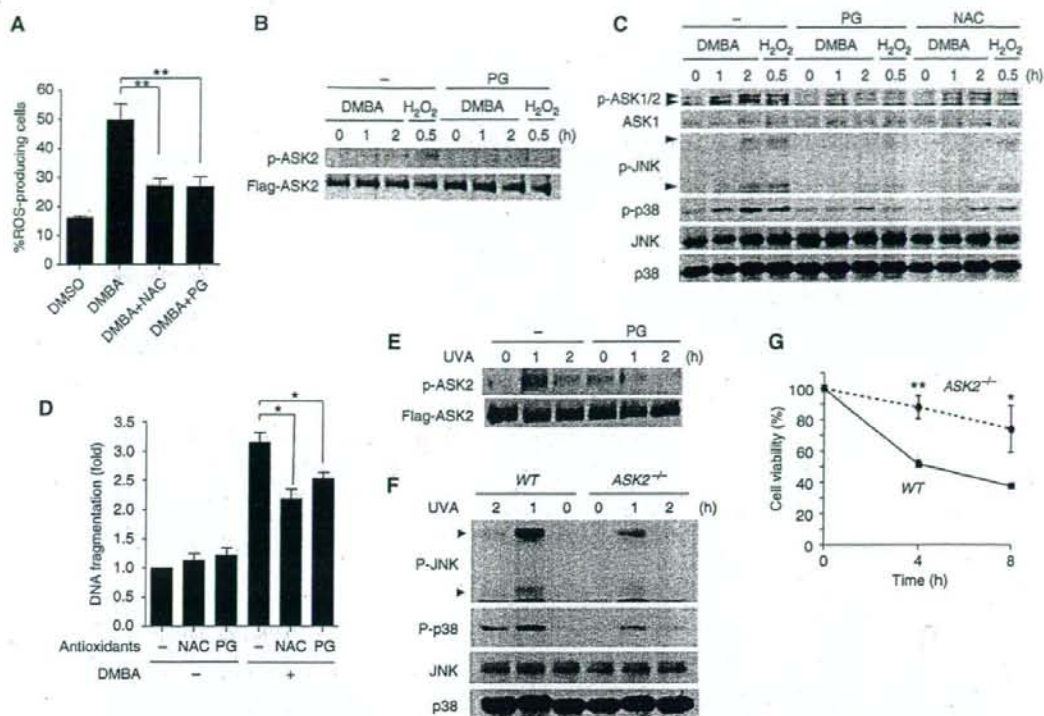 A
**
**
%ROS-producing cells
60
50
40
30
20
10
0
DMSO
DMBA
DMBA+NAC
DMBA+PG
B
– PG
DMBA H2O2 DMBA H2O2
0 1 2 0.5 0 1 2 0.5 (h)
p-ASK2
Flag-ASK2
C
– PG NAC
DMBA H2O2 DMBA H2O2 DMBA H2O2
0 1 2 0.5 0 1 2 0.5 0 1 2 0.5 (h)
p-ASK1/2
ASK1
p-JNK
p-p38
JNK
p38
D
*
*
DNA fragmentation (fold)
3.5
3.0
2.5
2.0
1.5
1.0
0.5
0
Antioxidants – NAC PG – NAC PG
DMBA – +
E
– PG
UVA 0 1 2 0 1 2 (h)
p-ASK2
Flag-ASK2
F
WT ASK2–/–
UVA 2 1 0 0 1 2 (h)
P-JNK
P-p38
JNK
p38
G
Cell viability (%)
100
80
60
40
20
0
** ASK2–/– *
WT
0 4 8
Time (h)